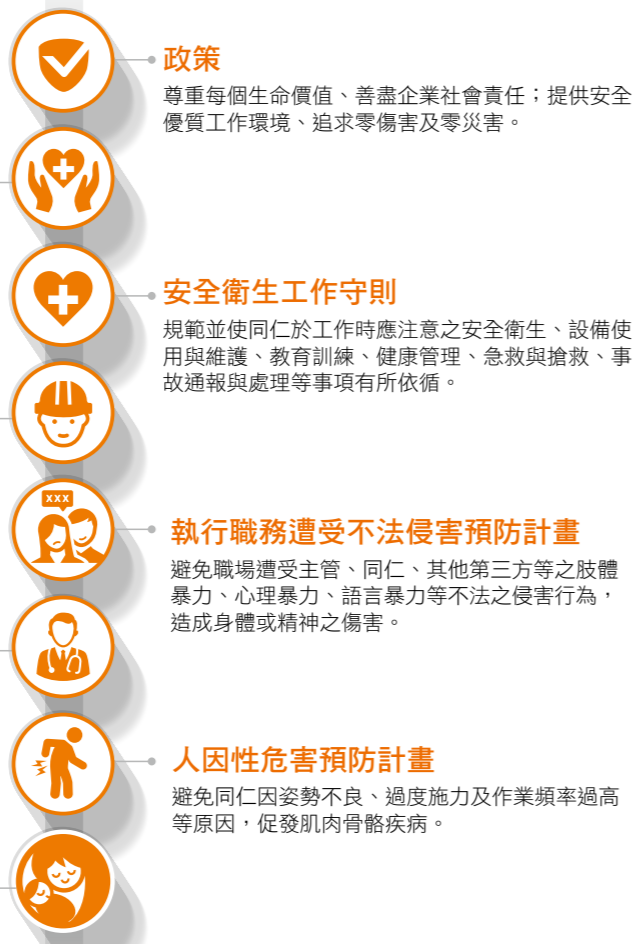 政策
尊重每個生命價值、善盡企業社會責任；提供安全
優質工作環境、追求零傷害及零災害。
安全衛生工作守則
規範並使同仁於工作時應注意之安全衛生、設備使
用與維護、教育訓練、健康管理、急救與搶救、事
故通報與處理等事項有所依循。
XXX
執行職務遭受不法侵害預防計畫
避免職場遭受主管、同仁、其他第三方等之肢體
暴力、心理暴力、語言暴力等不法之侵害行為，
造成身體或精神之傷害。
人因性危害預防計畫
避免同仁因姿勢不良、過度施力及作業頻率過高
等原因，促發肌肉骨骼疾病。